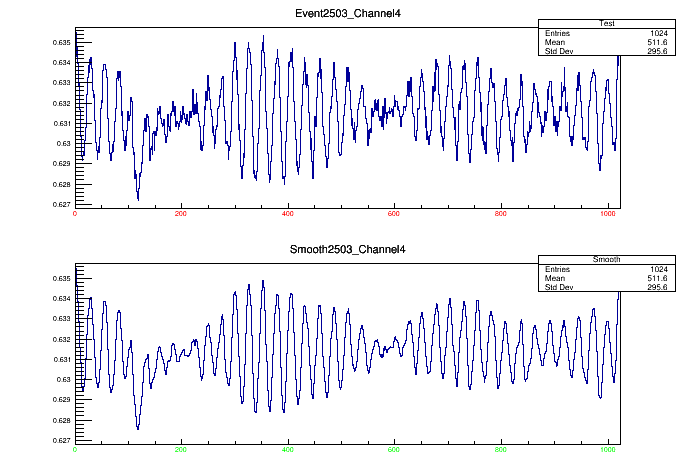 Event2503_Channel4
Test
Entries 1024
Mean 511.6
Std Dev 295.6
0.635
0.634
0.633
0.632
0.631
0.63
0.629
0.628
0.627
0 200 400 600 800 1000
Smooth2503_Channel4
Smooth
Entries 1024
Mean 511.6
Std Dev 295.6
0.635
0.634
0.633
0.632
0.631
0.63
0.629
0.628
0.627
0 200 400 600 800 1000